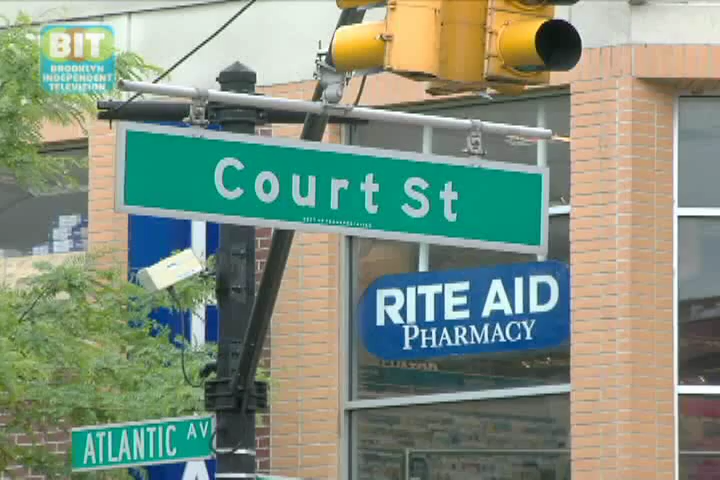 BIT
BROOKLYN
INDEPENDENT
TELEVISION
Court St
RITE AID
PHARMACY
ATLANTIC AV